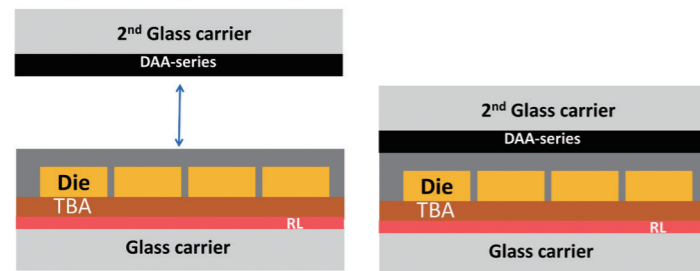 2nd Glass carrier
DAA-series
Die
TBA
RL
Glass carrier
2nd Glass carrier
DAA-series
Die
TBA
RL
Glass carrier